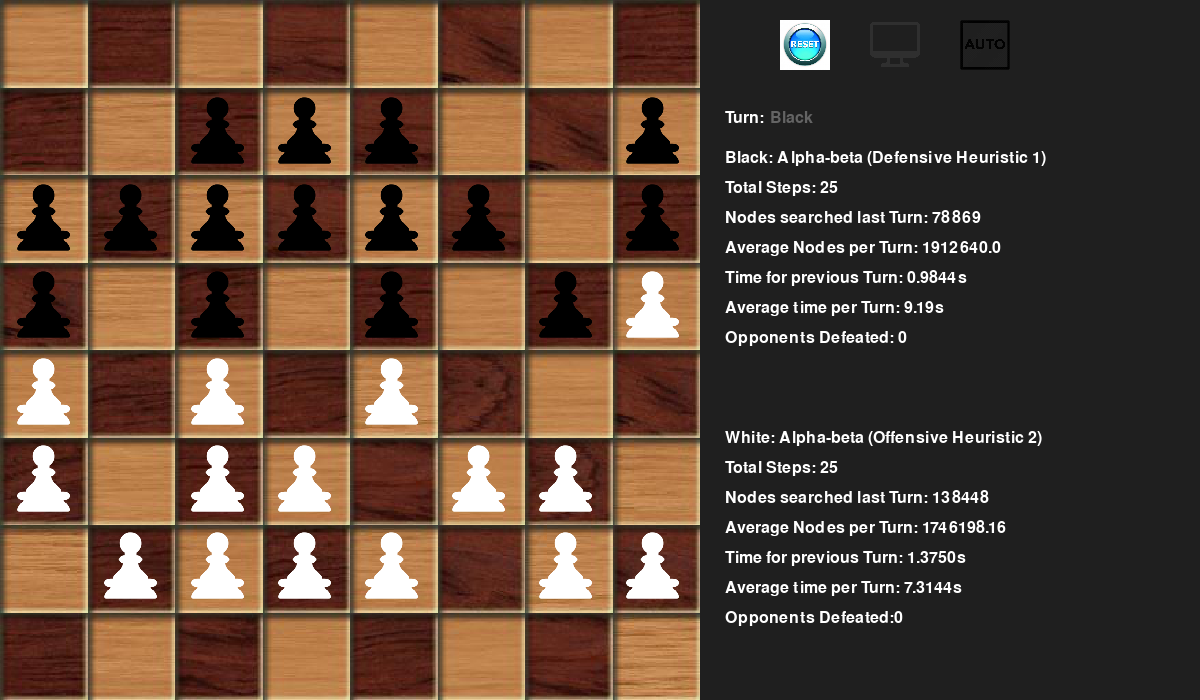 RESET
AUTO
Turn: Black
Black: Alpha-beta (Defensive Heuristic 1)
Total Steps: 25
Nodes searched last Turn: 78869
Average Nodes per Turn: 1912640.0
Time for previous Turn: 0.9844s
Average time per Turn: 9.19s
Opponents Defeated: 0
White: Alpha-beta (Offensive Heuristic 2)
Total Steps: 25
Nodes searched last Turn: 138448
Average Nodes per Turn: 1746198.16
Time for previous Turn: 1.3750s
Average time per Turn: 7.3144s
Opponents Defeated:0